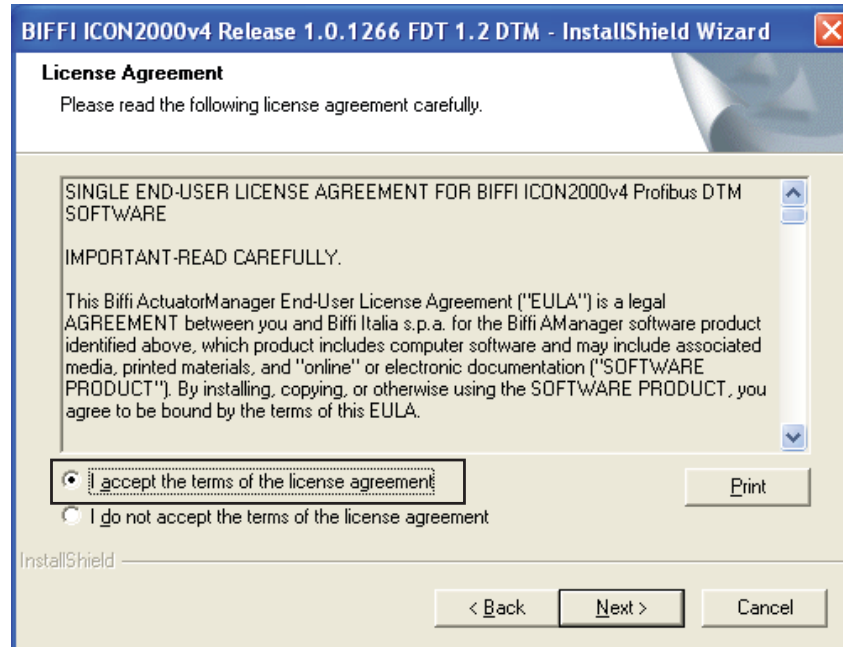 BIFFI ICON2000v4 Release 1.0.1266 FDT 1.2 DTM - InstallShield Wizard
License Agreement
Please read the following license agreement carefully.
SINGLE END-USER LICENSE AGREEMENT FOR BIFFI ICON2000v4 Profibus DTM
SOFTWARE
IMPORTANT-READ CAREFULLY.
This Biffi ActuatorManager End-User License Agreement ("EULA") is a legal
AGREEMENT between you and Biffi Italia s.p.a. for the Biffi AManager software product
identified above, which product includes computer software and may include associated
media, printed materials, and "online" or electronic documentation ("SOFTWARE
PRODUCT"). By installing, copying, or otherwise using the SOFTWARE PRODUCT, you
agree to be bound by the terms of this EULA.
I accept the terms of the license agreement
Print
I do not accept the terms of the license agreement
InstallShield
< Back Next > Cancel